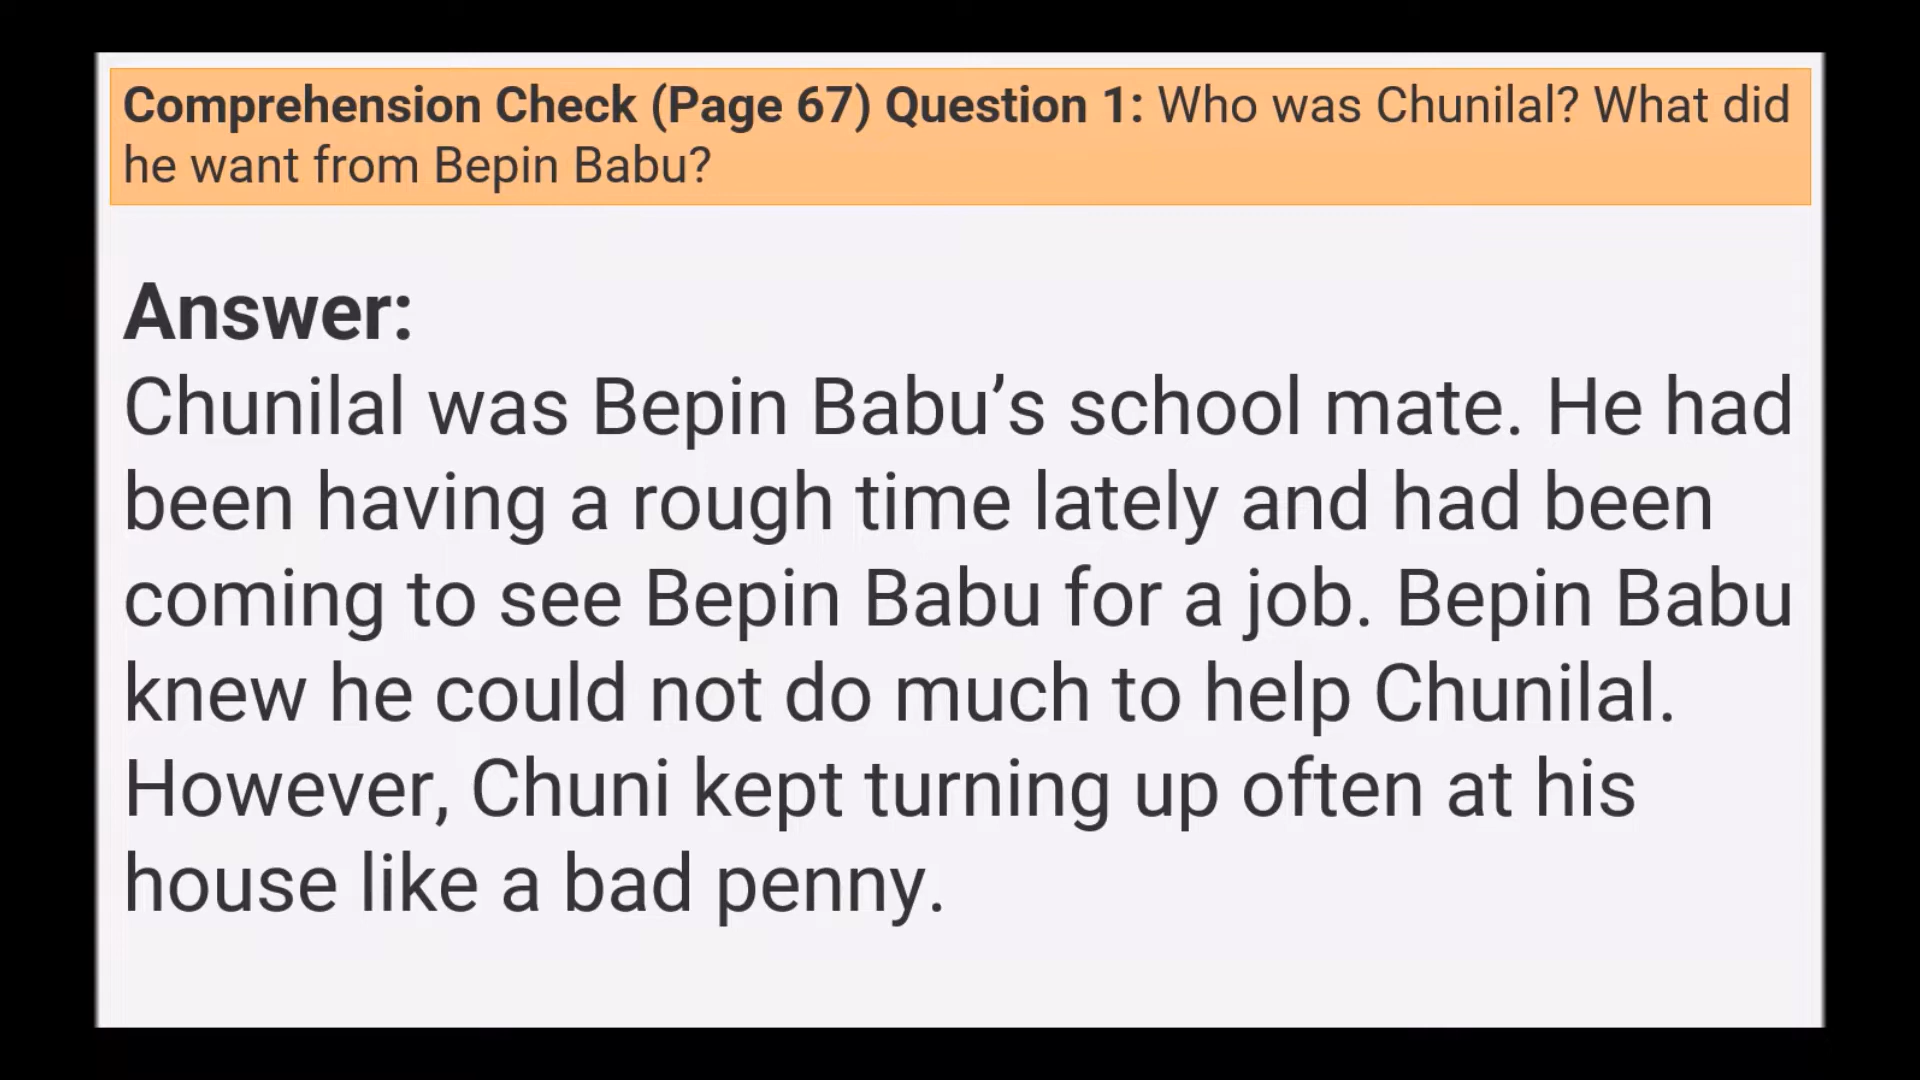 Comprehension Check (Page 67) Question 1: Who was Chunilal? What did
he want from Bepin Babu?
Answer:
Chunilal was Bepin Babu’s school mate. He had
been having a rough time lately and had been
coming to see Bepin Babu for a job. Bepin Babu
knew he could not do much to help Chunilal.
However, Chuni kept turning up often at his
house like a bad penny.